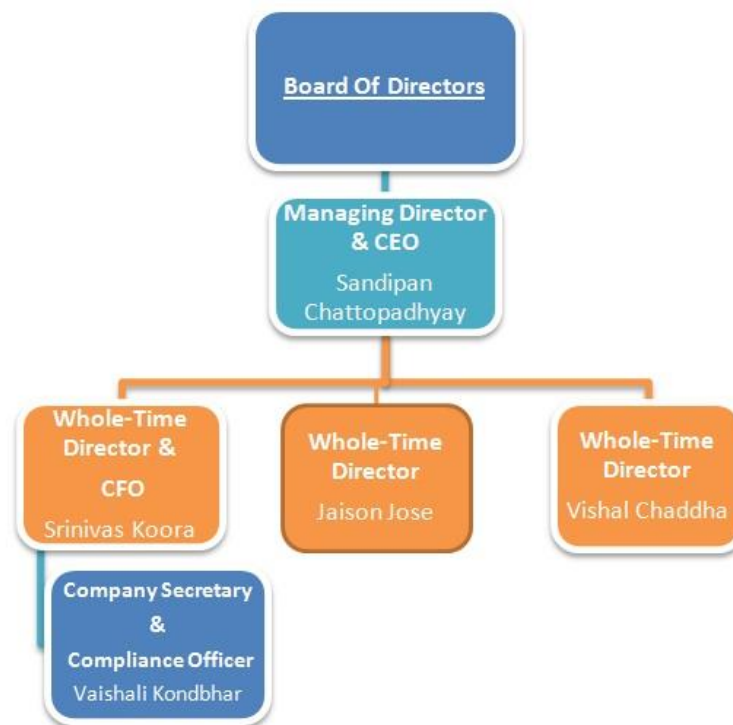 Board Of Directors
Managing Director
& CEO
Sandipan
Chattopadhyay
Whole-Time
Director &
CFO
Srinivas Koora
Whole-Time
Director
Jaison Jose
Whole-Time
Director
Vishal Chaddha
Company Secretary
&
Compliance Officer
Vaishali Kondbhar